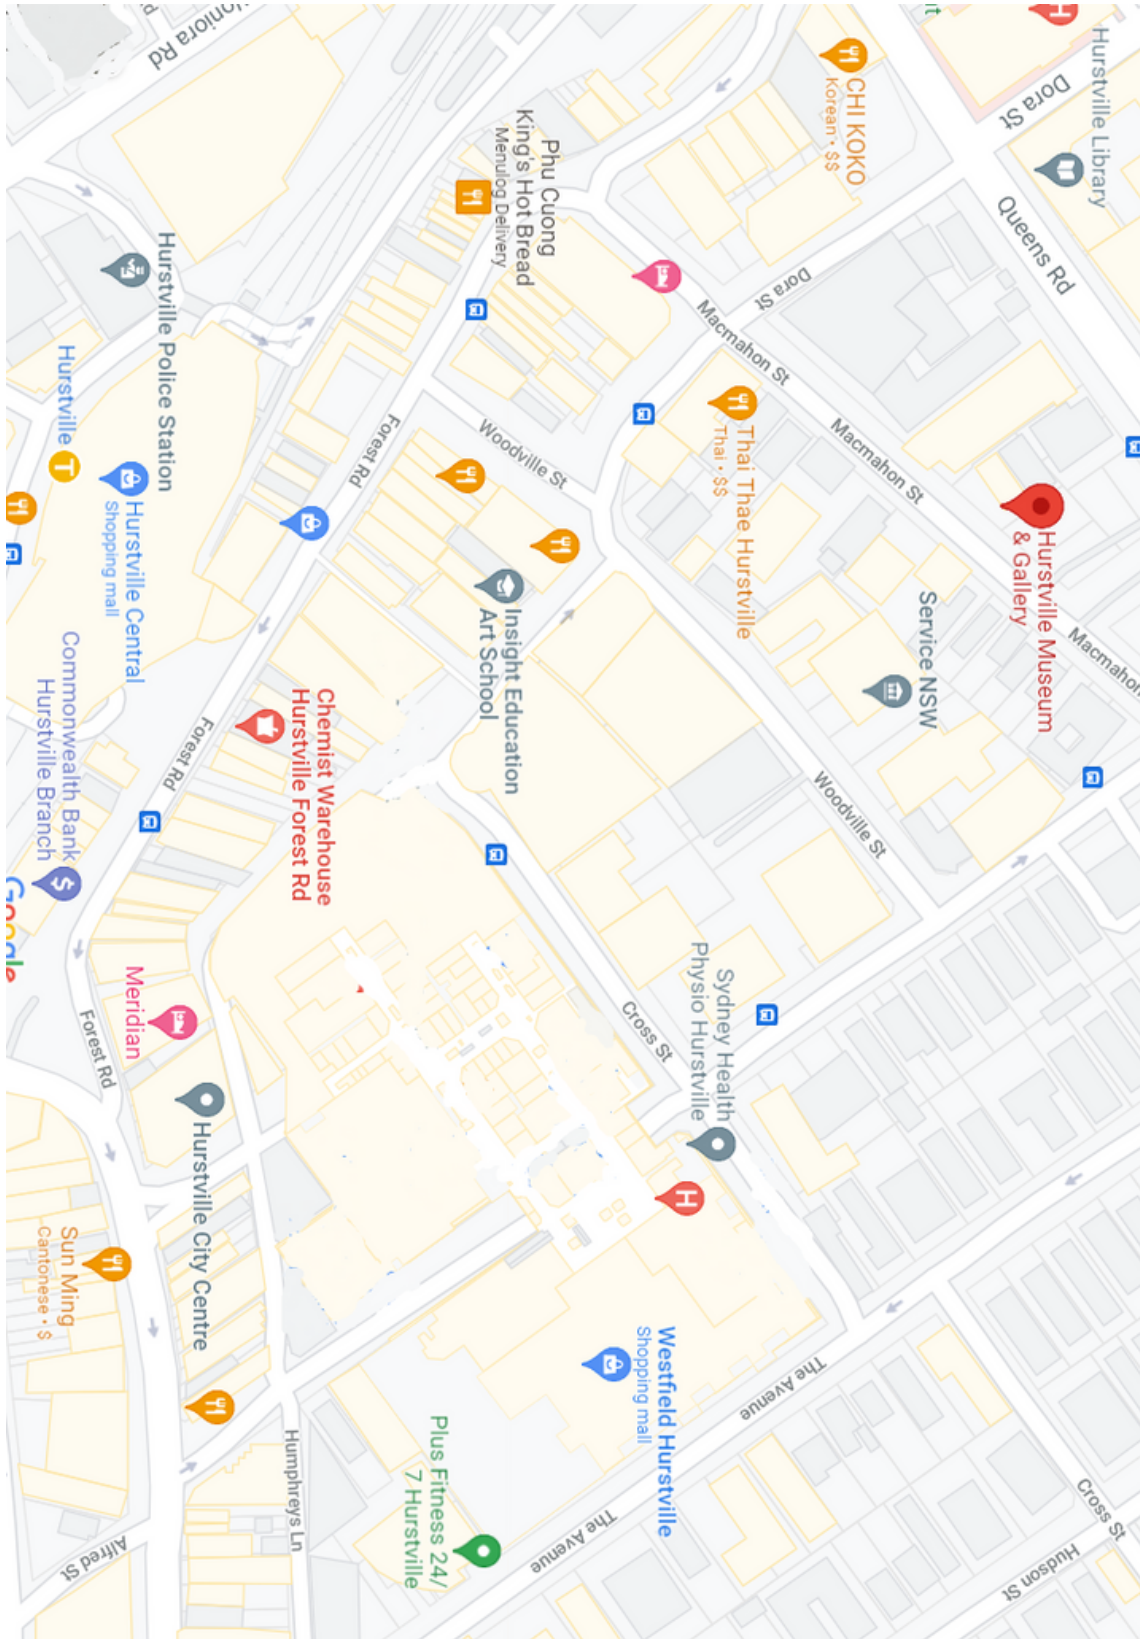 Honiora Rd
Hurstville Library
Dora St
Queens Rd
CHI KOKO
Korean · $$
Phu Cuong
King's Hot Bread
Menulog Delivery
Dora St
Macmahon St
Macmahon St
Macmahon
Hurstville Museum
& Gallery
Thai Thae Hurstville
Thai · $$
Service NSW
Woodville St
Woodville St
Insight Education
Art School
Hurstville Police Station
Hurstville
Hurstville Central
Shopping mall
Forest Rd
Forest Rd
Forest Rd
Commonwealth Bank
Hurstville Branch
Chemist Warehouse
Hurstville Forest Rd
Google
Meridian
Hurstville City Centre
Sydney Health
Physio Hurstville
Cross St
Cross St
Westfield Hurstville
Shopping mall
The Avenue
The Avenue
Sun Ming
Cantonese · $
Plus Fitness 24/
7 Hurstville
Humphreys Ln
Alfred St
Hudson St
H
H
T